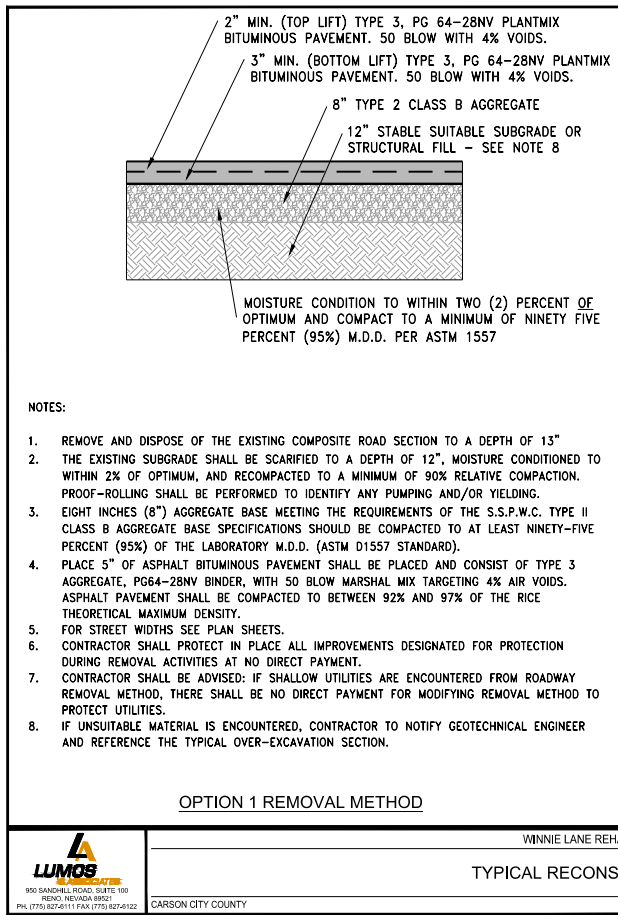 2" MIN. (TOP LIFT) TYPE 3, PG 64-28NV PLANTMIX
BITUMINOUS PAVEMENT. 50 BLOW WITH 4% VOIDS.
3" MIN. (BOTTOM LIFT) TYPE 3, PG 64-28NV PLANTMIX
BITUMINOUS PAVEMENT. 50 BLOW WITH 4% VOIDS.
8" TYPE 2 CLASS B AGGREGATE
12" STABLE SUITABLE SUBGRADE OR
STRUCTURAL FILL - SEE NOTE 8
MOISTURE CONDITION TO WITHIN TWO (2) PERCENT OF
OPTIMUM AND COMPACT TO A MINIMUM OF NINETY FIVE
PERCENT (95%) M.D.D. PER ASTM 1557
NOTES:
1. REMOVE AND DISPOSE OF THE EXISTING COMPOSITE ROAD SECTION TO A DEPTH OF 13"
2. THE EXISTING SUBGRADE SHALL BE SCARIFIED TO A DEPTH OF 12", MOISTURE CONDITIONED TO
WITHIN 2% OF OPTIMUM, AND RECOMPACTED TO A MINIMUM OF 90% RELATIVE COMPACTION.
PROOF-ROLLING SHALL BE PERFORMED TO IDENTIFY ANY PUMPING AND/OR YIELDING.
3. EIGHT INCHES (8") AGGREGATE BASE MEETING THE REQUIREMENTS OF THE S.S.P.W.C. TYPE II
CLASS B AGGREGATE BASE SPECIFICATIONS SHOULD BE COMPACTED TO AT LEAST NINETY-FIVE
PERCENT (95%) OF THE LABORATORY M.D.D. (ASTM D1557 STANDARD).
4. PLACE 5" OF ASPHALT BITUMINOUS PAVEMENT SHALL BE PLACED AND CONSIST OF TYPE 3
AGGREGATE, PG64-28NV BINDER, WITH 50 BLOW MARSHAL MIX TARGETING 4% AIR VOIDS.
ASPHALT PAVEMENT SHALL BE COMPACTED TO BETWEEN 92% AND 97% OF THE RICE
THEORETICAL MAXIMUM DENSITY.
5. FOR STREET WIDTHS SEE PLAN SHEETS.
6. CONTRACTOR SHALL PROTECT IN PLACE ALL IMPROVEMENTS DESIGNATED FOR PROTECTION
DURING REMOVAL ACTIVITIES AT NO DIRECT PAYMENT.
7. CONTRACTOR SHALL BE ADVISED: IF SHALLOW UTILITIES ARE ENCOUNTERED FROM ROADWAY
REMOVAL METHOD, THERE SHALL BE NO DIRECT PAYMENT FOR MODIFYING REMOVAL METHOD TO
PROTECT UTILITIES.
8. IF UNSUITABLE MATERIAL IS ENCOUNTERED, CONTRACTOR TO NOTIFY GEOTECHNICAL ENGINEER
AND REFERENCE THE TYPICAL OVER-EXCAVATION SECTION.
OPTION 1 REMOVAL METHOD
LUMOS
& ASSOCIATES
950 SANDHILL ROAD, SUITE 100
RENO, NEVADA 89521
PH. (775) 827-6111 FAX (775) 827-6122
WINNIE LANE REHA
TYPICAL RECONS
CARSON CITY COUNTY